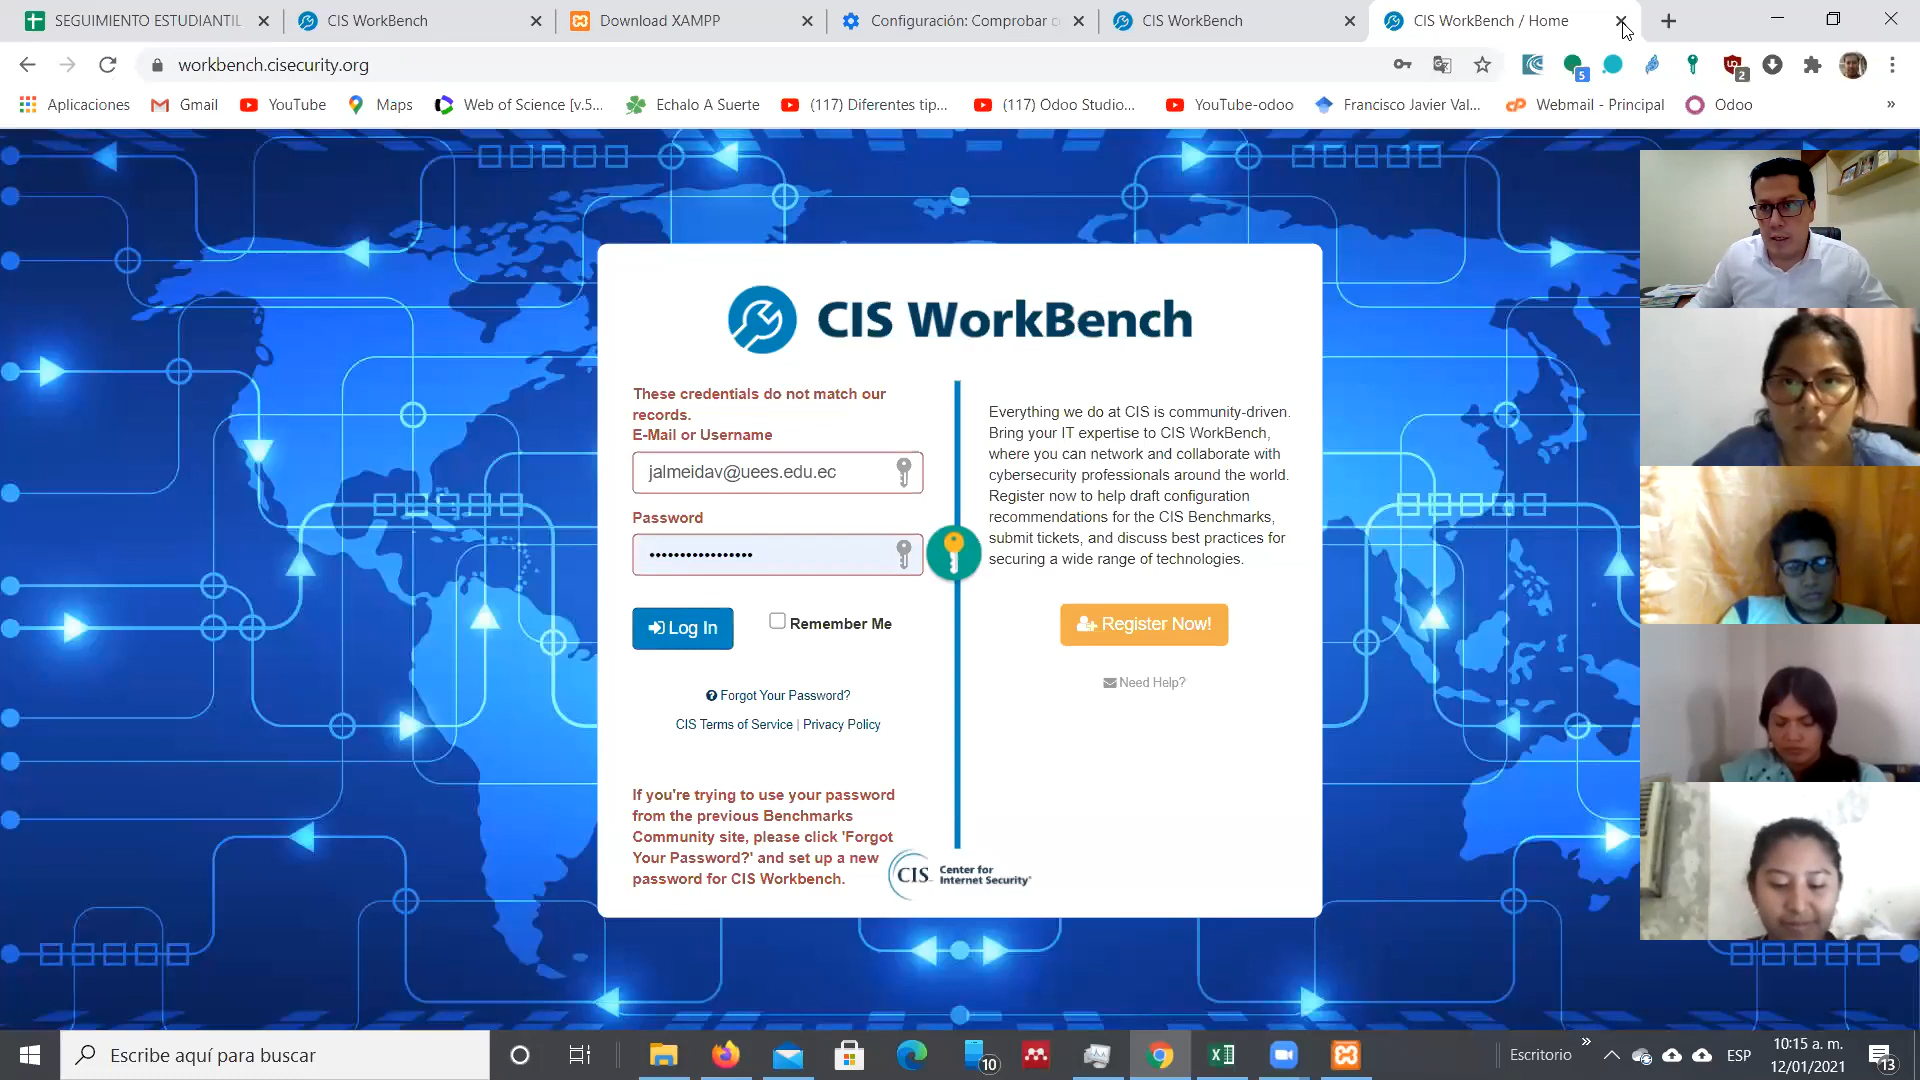 SEGUIMIENTO ESTUDIANTIL
CIS WorkBench
Download XAMPP
Configuración: Comprobar c
CIS WorkBench
CIS WorkBench / Home
workbench.cisecurity.org
5
2
Aplicaciones
Gmail
YouTube
Maps
Web of Science [v.5...
Echalo A Suerte
(117) Diferentes tip...
(117) Odoo Studio...
YouTube-odoo
Francisco Javier Val...
Webmail - Principal
Odoo
»
CIS WorkBench
These credentials do not match our
records.
E-Mail or Username
jalmeidav@uees.edu.ec
Password
Log In
Remember Me
Forgot Your Password?
CIS Terms of Service | Privacy Policy
If you're trying to use your password
from the previous Benchmarks
Community site, please click 'Forgot
Your Password?' and set up a new
password for CIS Workbench.
Everything we do at CIS is community-driven.
Bring your IT expertise to CIS WorkBench,
where you can network and collaborate with
cybersecurity professionals around the world.
Register now to help draft configuration
recommendations for the CIS Benchmarks,
submit tickets, and discuss best practices for
securing a wide range of technologies.
Register Now!
Need Help?
CIS. Center for
Internet Security®
Escribe aquí para buscar
10
Escritorio
»
ESP
10:15 a. m.
12/01/2021
13